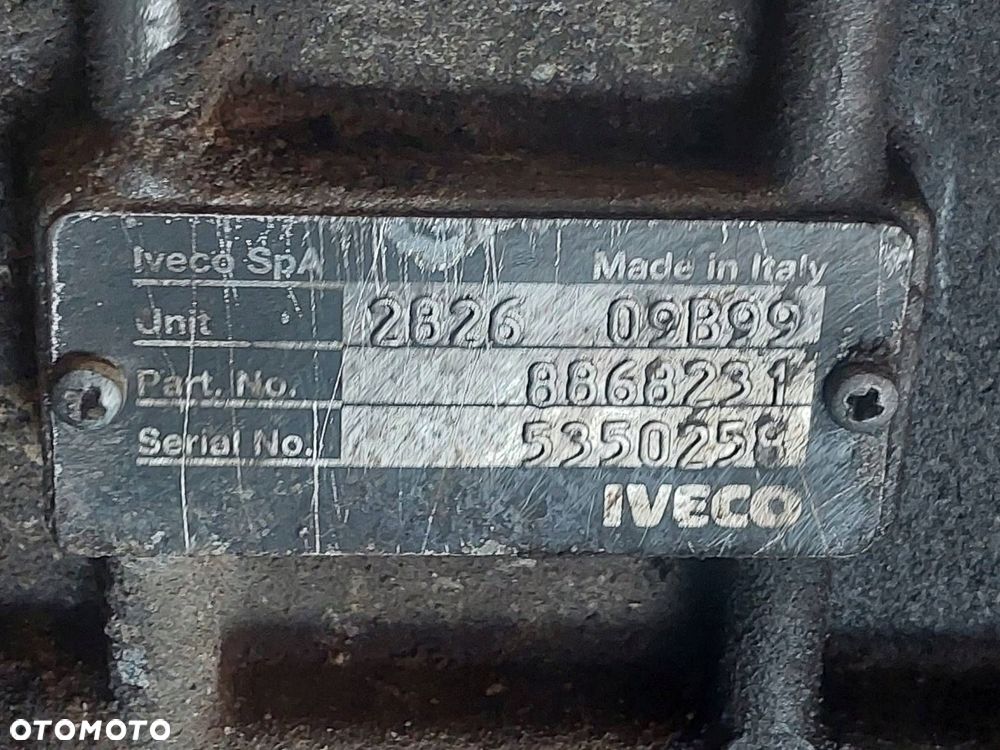 Iveco SpA Made in Italy
Unit 2826 09B99
Part. No. 8868231
Serial No.
IVECO
OTOMOTO